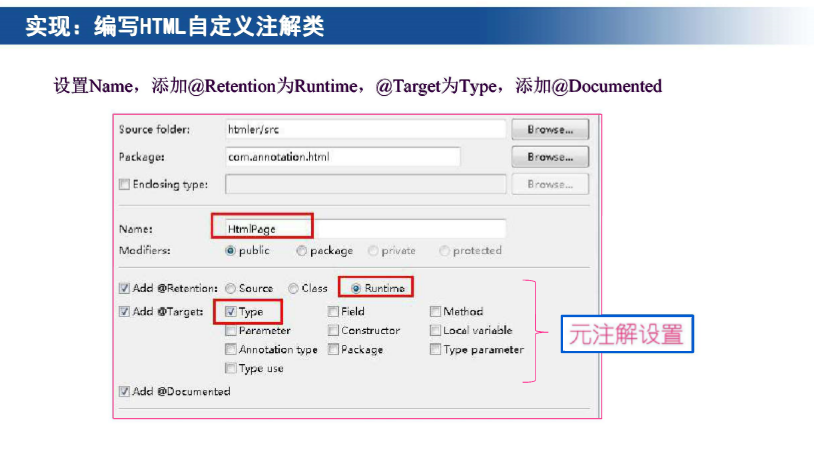 实现：编写HTML自定义注解类
设置Name，添加@Retention为Runtime，@Target为Type，添加@Documented
Source folder: htmler/src Browse...
Package: com.annotation.html Browse...
Enclosing type: Browse...
Name: HtmlPage
Modifiers: public package private protected
Add @Retention: Source Class Runtime
Add @Target: Type Field Method
Parameter Constructor Local variable
Annotation type Package Type parameter
Type use
Add @Documented
元注解设置